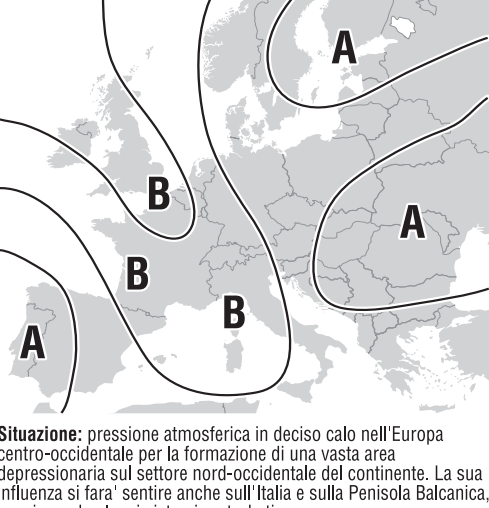 A
B
A
B
B
A
Situazione: pressione atmosferica in deciso calo nell'Europa
centro-occidentale per la formazione di una vasta area
depressionaria sul settore nord-occidentale del continente. La sua
influenza si fara' sentire anche sull'Italia e sulla Penisola Balcanica,